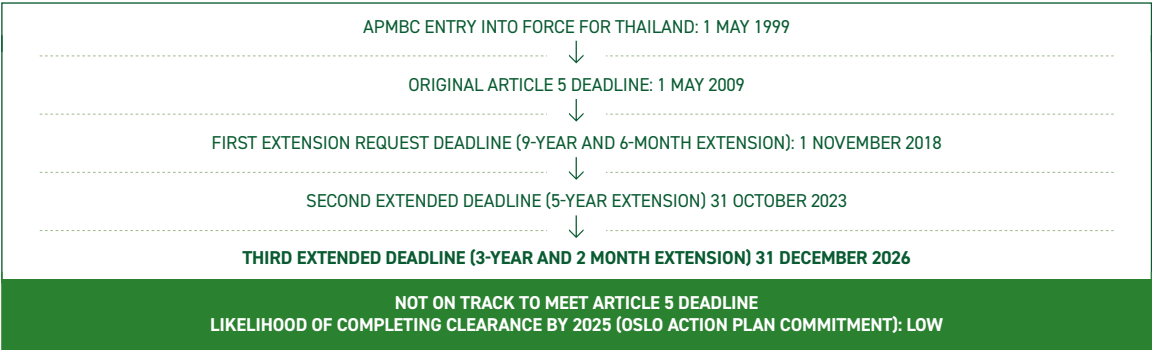 APMBC ENTRY INTO FORCE FOR THAILAND: 1 MAY 1999
ORIGINAL ARTICLE 5 DEADLINE: 1 MAY 2009
FIRST EXTENSION REQUEST DEADLINE (9-YEAR AND 6-MONTH EXTENSION): 1 NOVEMBER 2018
SECOND EXTENDED DEADLINE (5-YEAR EXTENSION) 31 OCTOBER 2023
THIRD EXTENDED DEADLINE (3-YEAR AND 2 MONTH EXTENSION) 31 DECEMBER 2026
NOT ON TRACK TO MEET ARTICLE 5 DEADLINE
LIKELIHOOD OF COMPLETING CLEARANCE BY 2025 (OSLO ACTION PLAN COMMITMENT): LOW